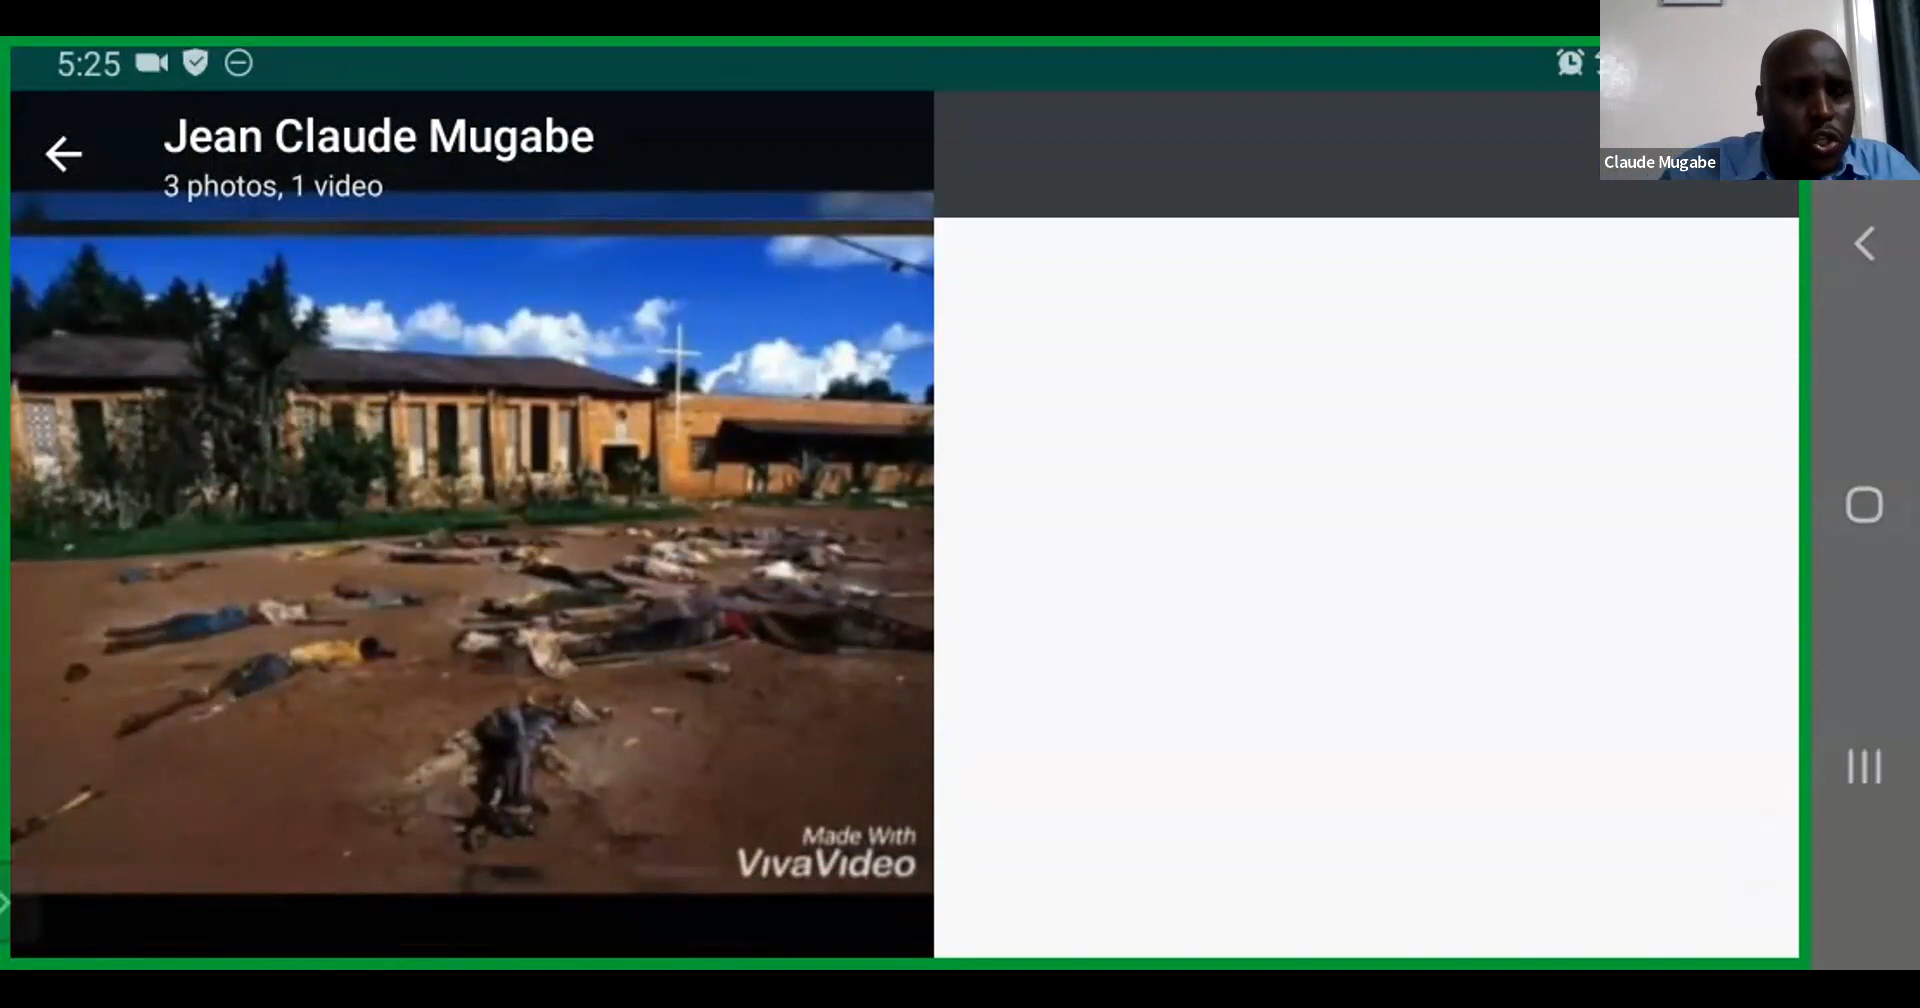 5:25
Jean Claude Mugabe
3 photos, 1 video
Claude Mugabe
Made With
VivaVideo